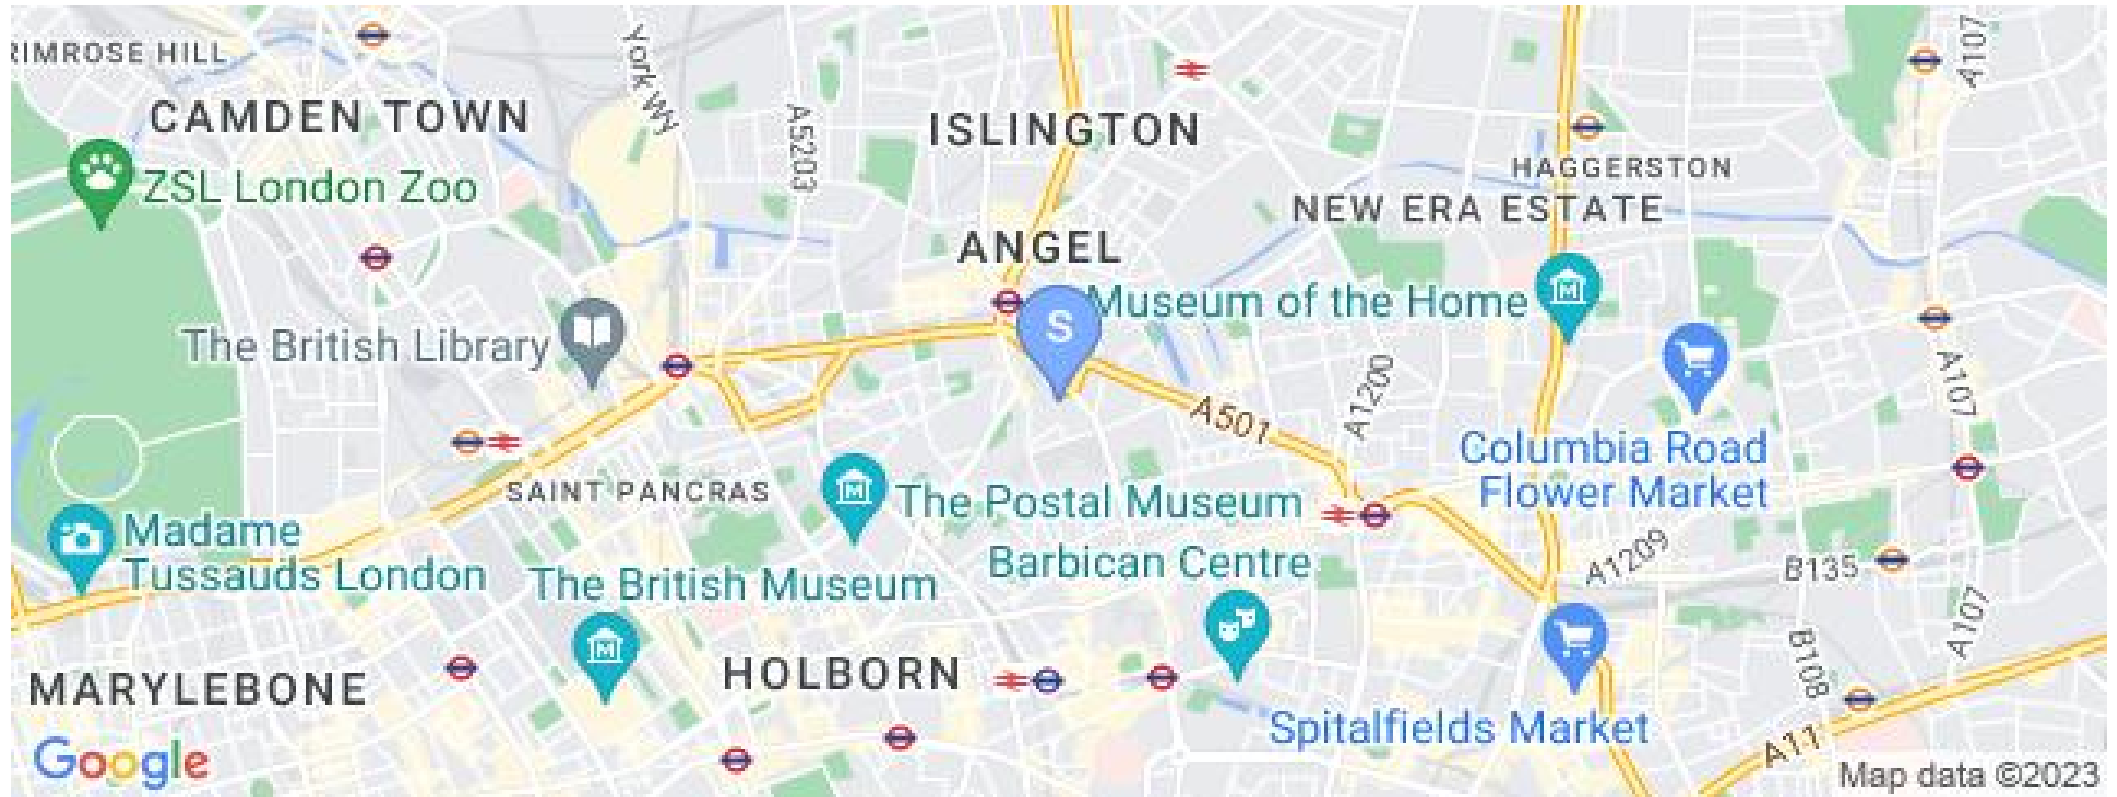 RIMROSE HILL
York Wy
A107
CAMDEN TOWN
A5203
ISLINGTON
HAGGERSTON
ZSL London Zoo
NEW ERA ESTATE
ANGEL
Museum of the Home
S
The British Library
A107
A1200
A501
Columbia Road
Flower Market
SAINT PANCRAS
The Postal Museum
Madame
Tussauds London
Barbican Centre
A1209
B135
The British Museum
A107
MARYLEBONE
HOLBORN
B108
Spitalfields Market
A11
Google
Map data ©2023